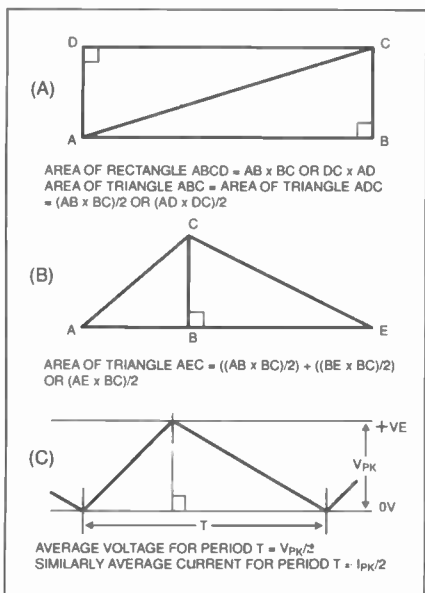 D
C
(A)
A
B
AREA OF RECTANGLE ABCD = AB x BC OR DC x AD
AREA OF TRIANGLE ABC = AREA OF TRIANGLE ADC
= (AB x BC)/2 OR (AD x DC)/2
C
(B)
A
B
E
AREA OF TRIANGLE AEC = ((AB x BC)/2) + ((BE x BC)/2)
OR (AE x BC)/2
+VE
(C)
VPK
0V
T
AVERAGE VOLTAGE FOR PERIOD T = VPK/2
SIMILARLY AVERAGE CURRENT FOR PERIOD T = IPK/2